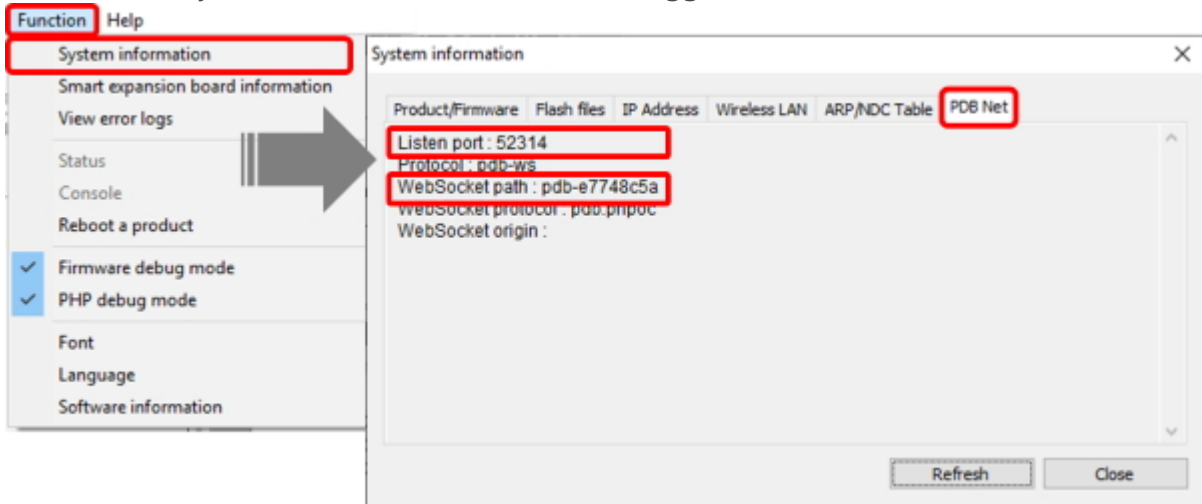 Function Help
System information
Smart expansion board information
View error logs
Status
Console
Reboot a product
Firmware debug mode
PHP debug mode
Font
Language
Software information
System information
Product/Firmware Flash files IP Address Wireless LAN ARP/NDC Table PDB Net
Listen port : 52314
Protocol : pdb-ws
WebSocket path : pdb-e7748c5a
WebSocket protocol : pdb.phpoc
WebSocket origin :
Refresh Close